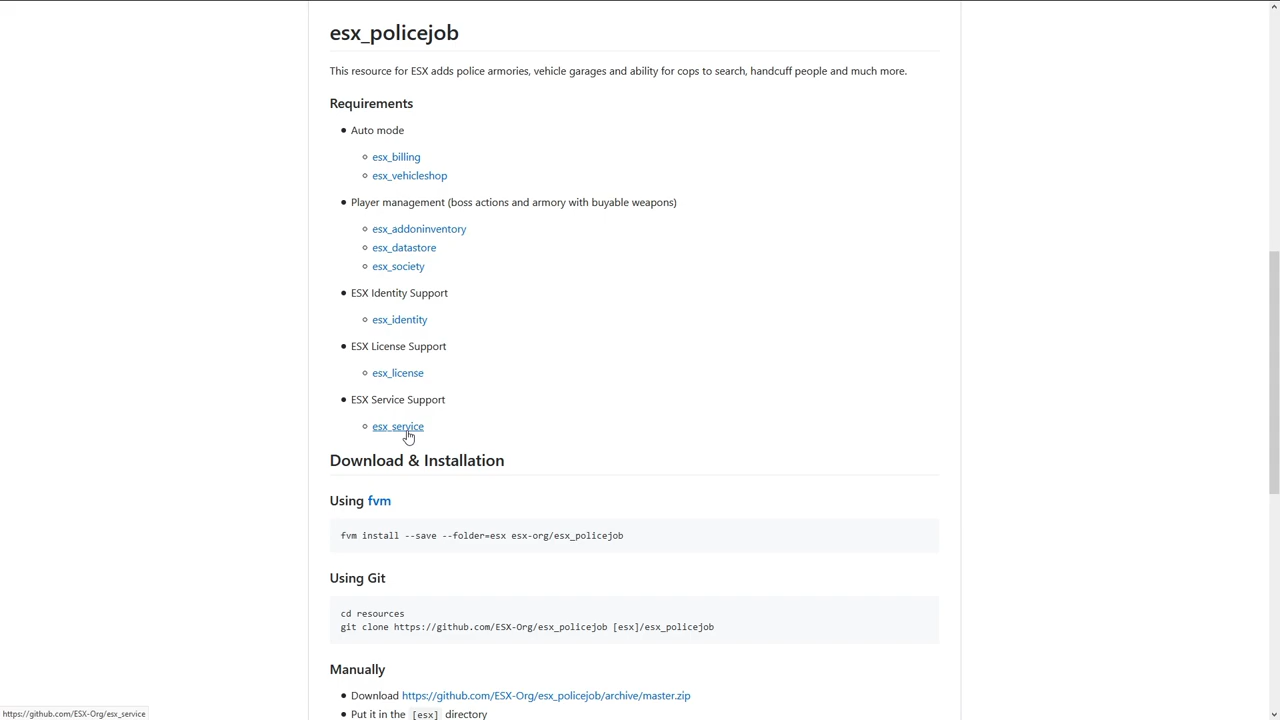 esx_policejob
This resource for ESX adds police armories, vehicle garages and ability for cops to search, handcuff people and much more.
Requirements
Auto mode
esx_billing
esx_vehicleshop
Player management (boss actions and armory with buyable weapons)
esx_addoninventory
esx_datastore
esx_society
ESX Identity Support
esx_identity
ESX License Support
esx_license
ESX Service Support
esx_service
Download & Installation
Using fvm
fvm install --save --folder=esx esx-org/esx_policejob
Using Git
cd resources
git clone https://github.com/ESX-Org/esx_policejob [esx]/esx_policejob
Manually
Download https://github.com/ESX-Org/esx_policejob/archive/master.zip
Put it in the [esx] directory
https://github.com/ESX-Org/esx_service